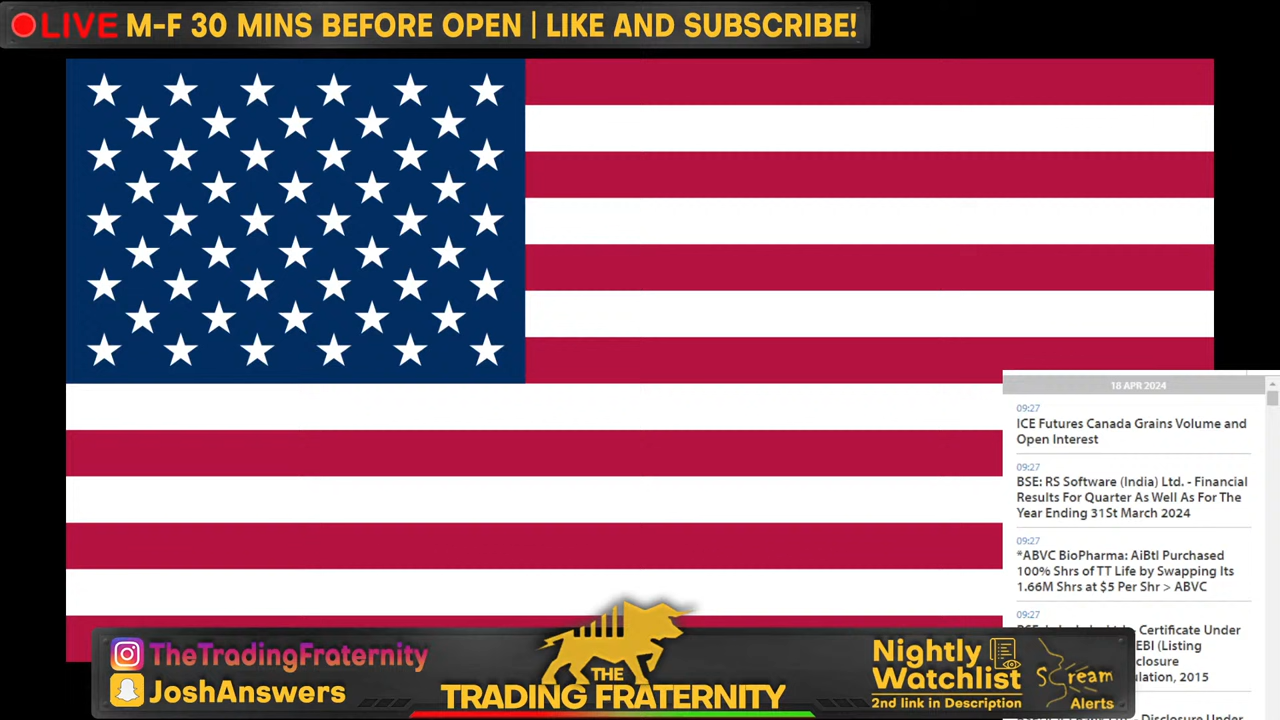 LIVE M-F 30 MINS BEFORE OPEN | LIKE AND SUBSCRIBE!
18 APR 2024
09:27
ICE Futures Canada Grains Volume and
Open Interest
09:27
BSE: RS Software (India) Ltd. - Financial
Results For Quarter As Well As For The
Year Ending 31St March 2024
09:27
*ABVC BioPharma: AiBtl Purchased
100% Shrs of TT Life by Swapping Its
1.66M Shrs at $5 Per Shr > ABVC
09:27
Certificate Under
EBI (Listing
closure
ulation, 2015
Disclosure Under
TheTradingFraternity
JoshAnswers
THE
TRADING FRATERNITY
Nightly
Watchlist
2nd link in Description
Scream
Alerts